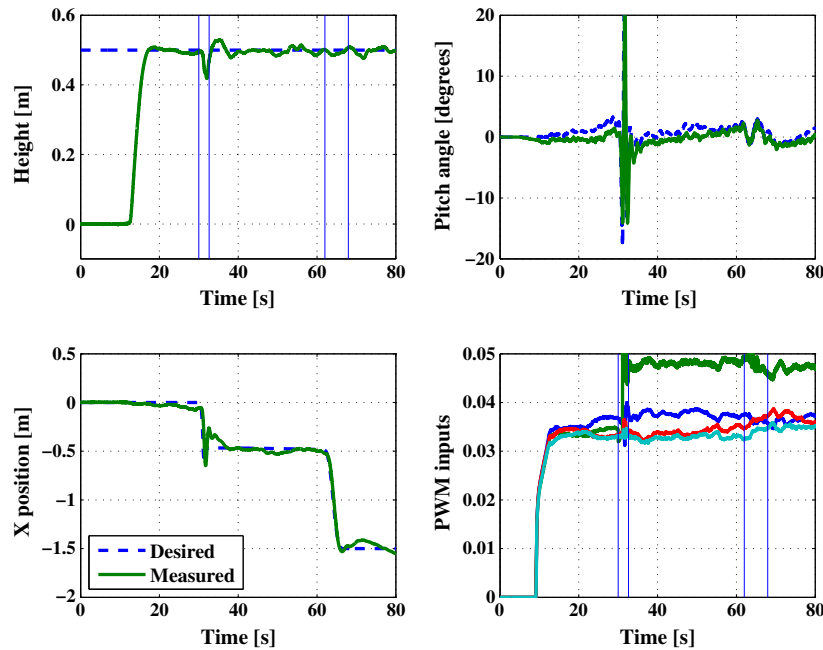 0.6
0.4
0.2
0
Height [m]
0 20 40 60 80
Time [s]
20
10
0
−10
−20
Pitch angle [degrees]
0 20 40 60 80
Time [s]
0.5
0
−0.5
−1
−1.5
−2
X position [m]
Desired
Measured
0 20 40 60 80
Time [s]
0.05
0.04
0.03
0.02
0.01
0
PWM inputs
0 20 40 60 80
Time [s]